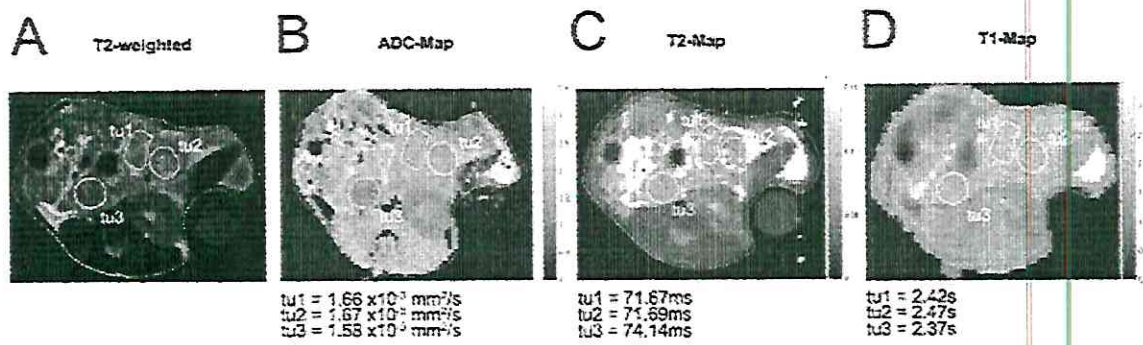 A T2-weighted
B ADC-Map
C T2-Map
D T1-Map
tu1
tu2
tu3
tu1
tu2
tu3
tu2
tu3
tu1
tu3
tu1 = 1.66 x10⁻³ mm²/s
tu2 = 1.67 x10⁻³ mm²/s
tu3 = 1.58 x10⁻³ mm²/s
tu1 = 71.67ms
tu2 = 71.69ms
tu3 = 74.14ms
tu1 = 2.42s
tu2 = 2.47s
tu3 = 2.37s